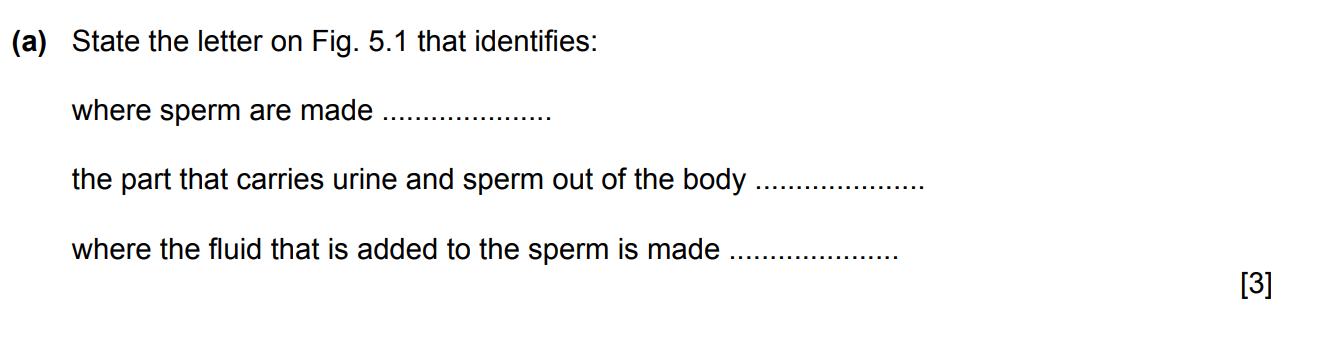 (a) State the letter on Fig. 5.1 that identifies:
where sperm are made .....................
the part that carries urine and sperm out of the body .....................
where the fluid that is added to the sperm is made .....................
[3]